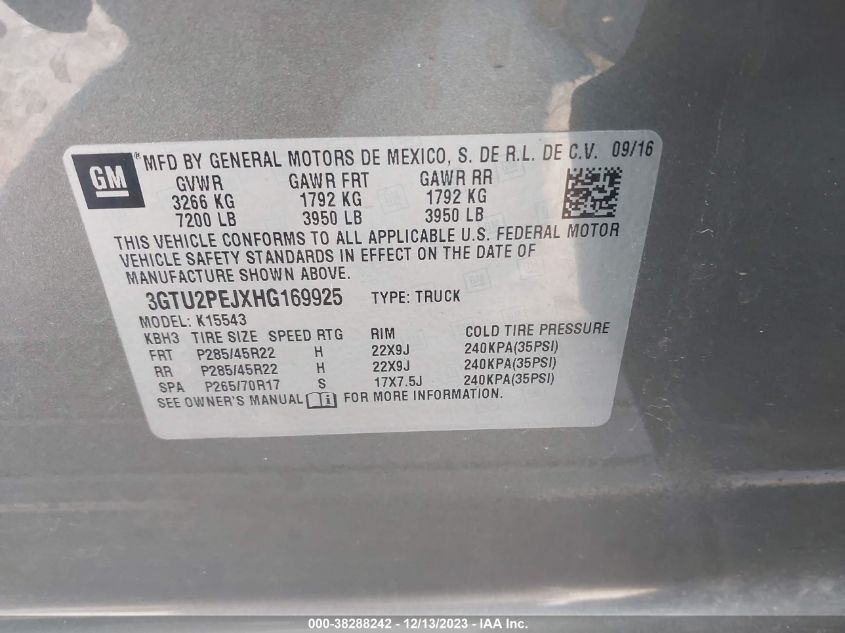 GM ® MFD BY GENERAL MOTORS DE MEXICO, S. DE R.L. DE C.V. 09/16
GVWR GAWR FRT GAWR RR
3266 KG 1792 KG 1792 KG
7200 LB 3950 LB 3950 LB
THIS VEHICLE CONFORMS TO ALL APPLICABLE U.S. FEDERAL MOTOR
VEHICLE SAFETY STANDARDS IN EFFECT ON THE DATE OF
MANUFACTURE SHOWN ABOVE.
3GTU2PEJXHG169925 TYPE: TRUCK
MODEL: K15543
KBH3 TIRE SIZE SPEED RTG RIM COLD TIRE PRESSURE
FRT P285/45R22 H 22X9J 240KPA(35PSI)
RR P285/45R22 H 22X9J 240KPA(35PSI)
SPA P265/70R17 S 17X7.5J 240KPA(35PSI)
SEE OWNER'S MANUAL i FOR MORE INFORMATION.
000-38288242 - 12/13/2023 - IAA Inc.